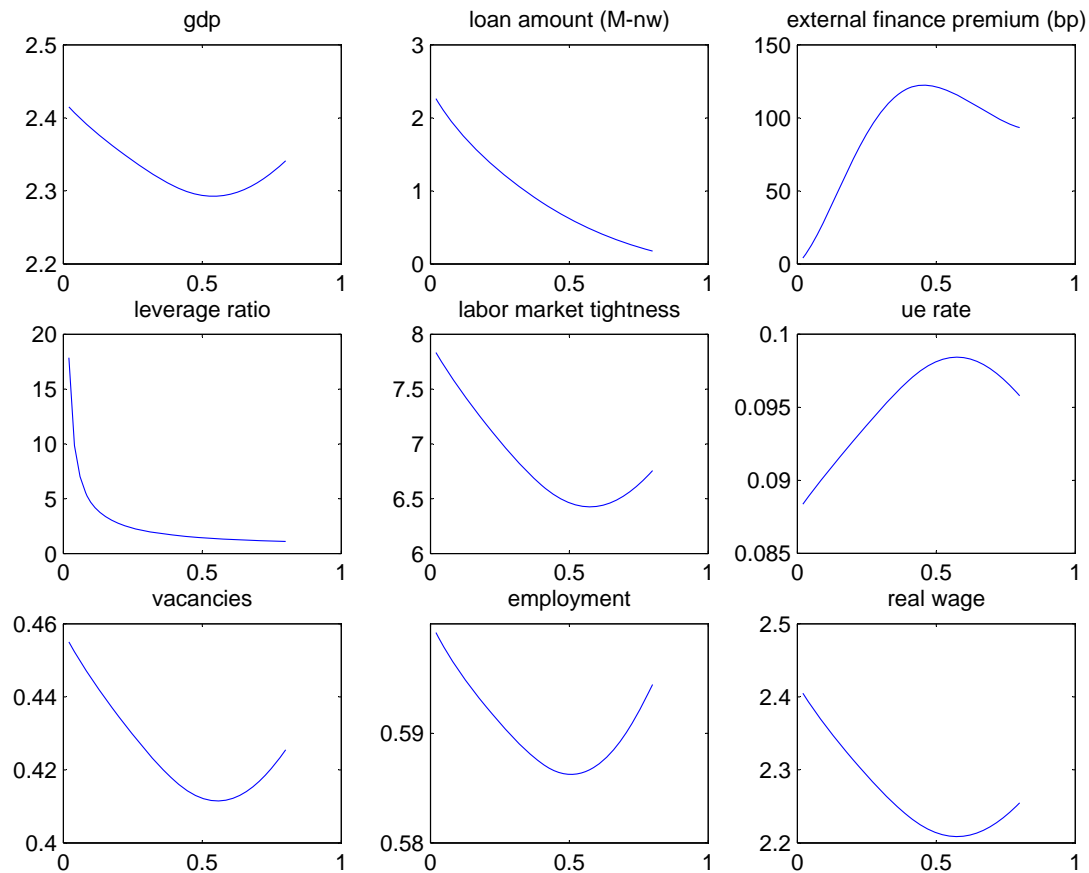 gdp
2.5
2.4
2.3
2.2
0 0.5 1
loan amount (M-nw)
3
2
1
0
0 0.5 1
external finance premium (bp)
150
100
50
0
0 0.5 1
leverage ratio
20
15
10
5
0
0 0.5 1
labor market tightness
8
7.5
7
6.5
6
0 0.5 1
ue rate
0.1
0.095
0.09
0.085
0 0.5 1
vacancies
0.46
0.44
0.42
0.4
0 0.5 1
employment
0.59
0.58
0 0.5 1
real wage
2.5
2.4
2.3
2.2
0 0.5 1